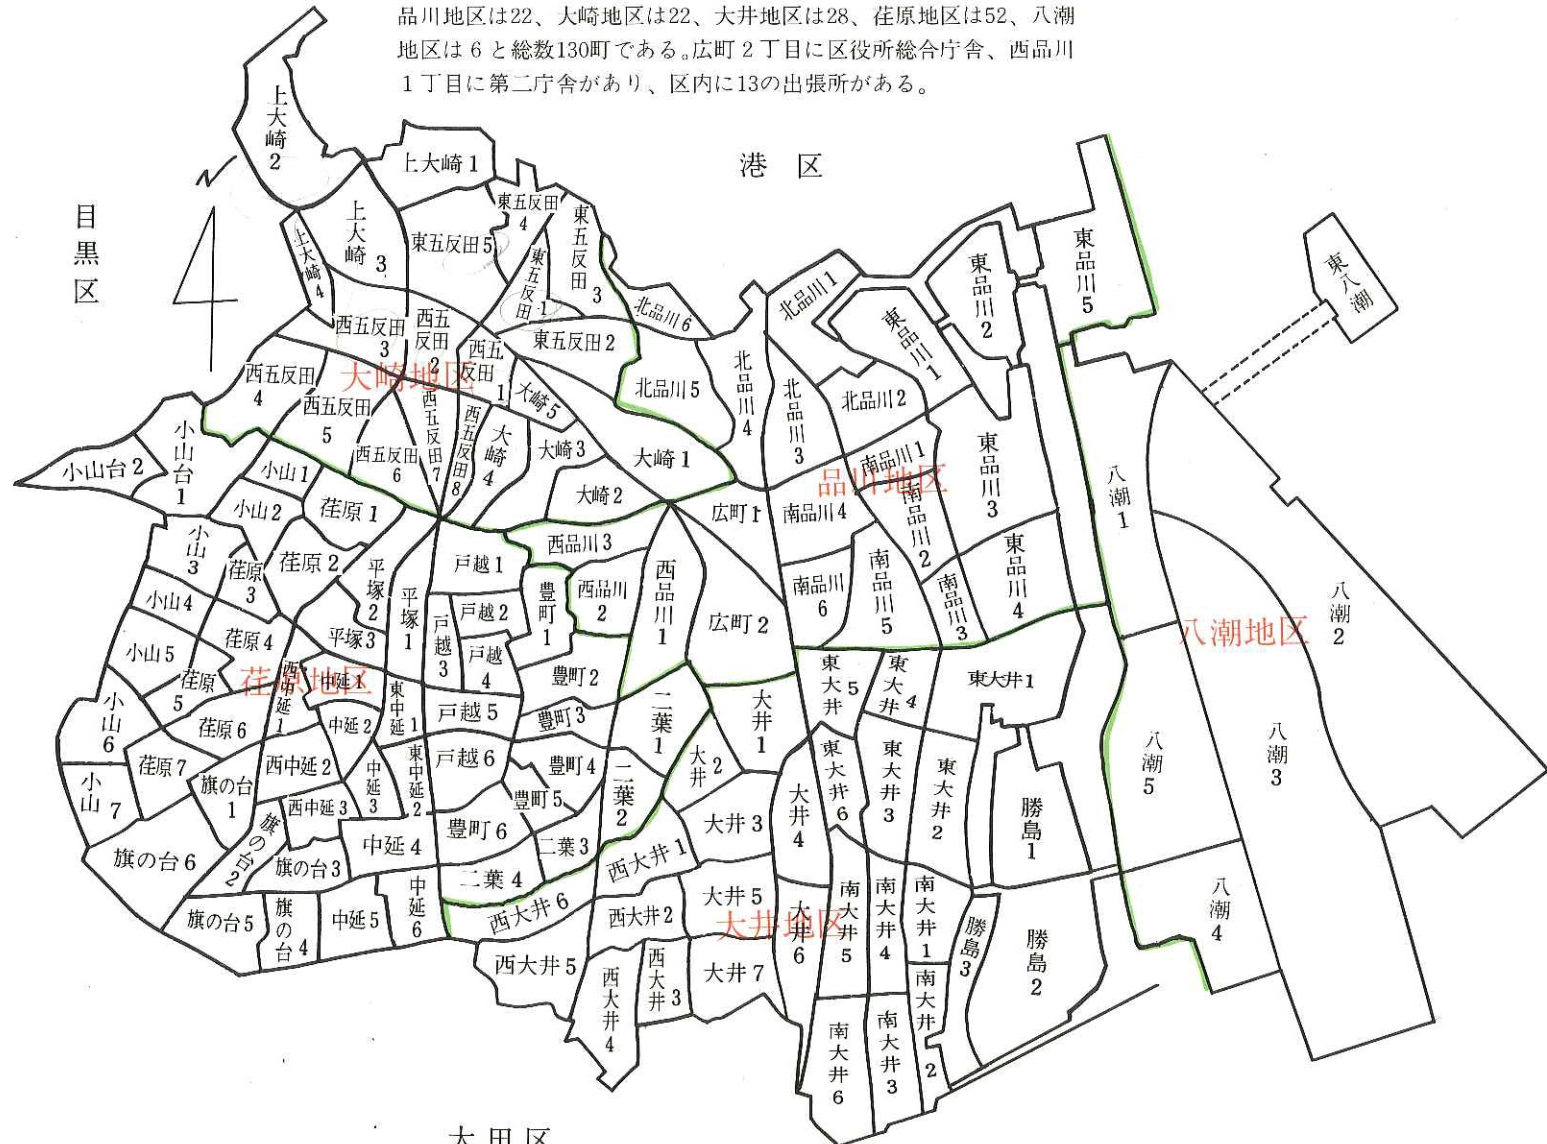 品川地区は22、大崎地区は22、大井地区は28、荏原地区は52、八潮
地区は6と総数130町である。広町2丁目に区役所総合庁舎、西品川
1丁目に第二庁舎があり、区内に13の出張所がある。
港区
目黒区
N
上大崎2
上大崎1
上大崎3
上大崎4
東五反田4
東五反田5
東五反田1
東五反田3
東五反田2
西五反田3
西五反田2
西五反田1
西五反田4
西五反田5
西五反田6
西五反田7
西五反田8
大崎地区
大崎5
大崎4
大崎3
大崎1
大崎2
北品川6
北品川5
北品川4
北品川3
北品川1
北品川2
東品川1
東品川2
東品川5
東品川3
東品川4
東八潮
品川地区
南品川1
南品川2
南品川4
南品川6
南品川5
南品川3
広町1
広町2
西品川3
西品川2
西品川1
小山台2
小山台1
小山1
小山2
小山3
小山4
小山5
小山6
小山7
荏原1
荏原2
荏原3
荏原4
荏原5
荏原6
荏原7
荏原地区
平塚2
平塚1
平塚3
戸越1
戸越2
戸越3
戸越4
戸越5
戸越6
豊町1
豊町2
豊町3
豊町4
豊町5
豊町6
西中延1
西中延2
西中延3
中延1
中延2
中延3
中延4
中延5
中延6
東中延1
東中延2
旗の台1
旗の台2
旗の台3
旗の台4
旗の台5
旗の台6
二葉1
二葉2
二葉3
二葉4
八潮1
八潮2
八潮3
八潮4
八潮5
八潮地区
東大井5
東大井4
東大井1
東大井6
東大井3
東大井2
大井1
大井2
大井3
大井4
大井5
大井6
大井7
大井地区
西大井1
西大井2
西大井3
西大井4
西大井5
西大井6
南大井5
南大井4
南大井1
南大井2
南大井3
南大井6
勝島1
勝島2
勝島3
大田区